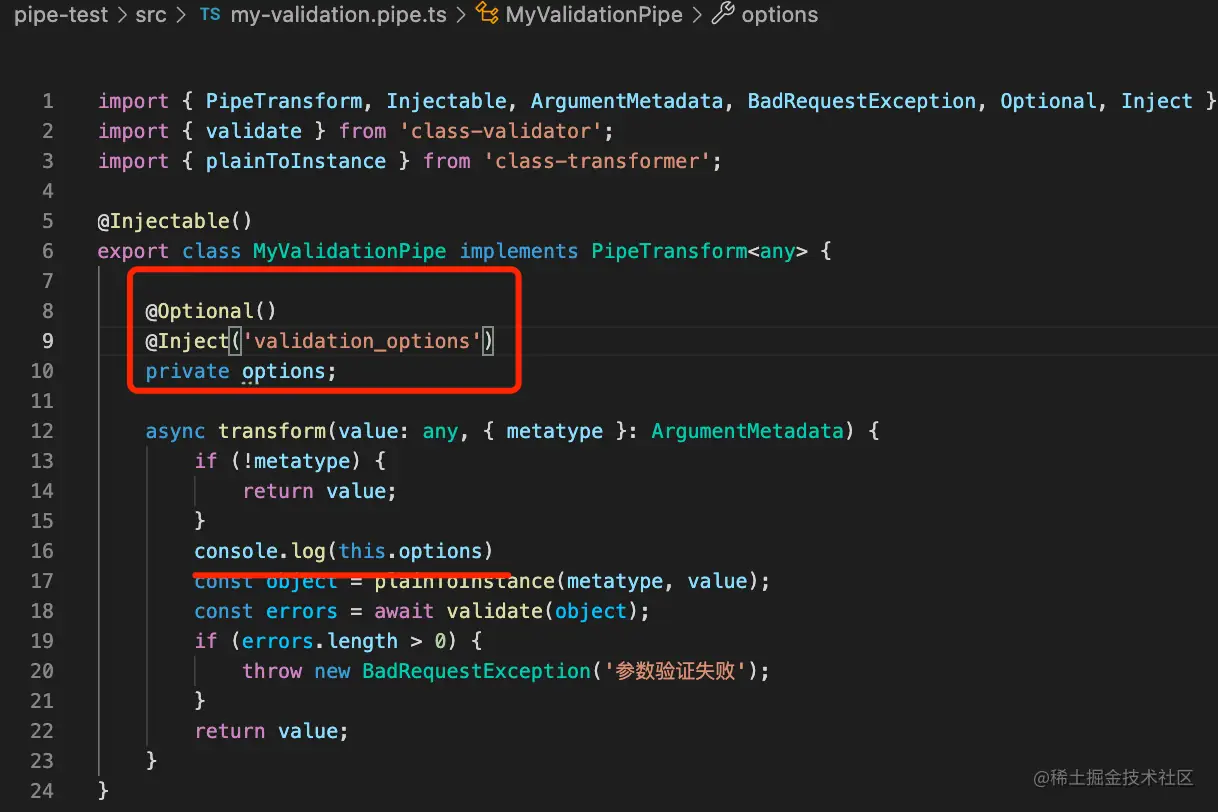 pipe-test > src > TS my-validation.pipe.ts > MyValidationPipe > options
1 import { PipeTransform, Injectable, ArgumentMetadata, BadRequestException, Optional, Inject }
2 import { validate } from 'class-validator';
3 import { plainToInstance } from 'class-transformer';
4
5 @Injectable()
6 export class MyValidationPipe implements PipeTransform<any> {
7
8 @Optional()
9 @Inject('validation_options')
10 private options;
11
12 async transform(value: any, { metatype }: ArgumentMetadata) {
13 if (!metatype) {
14 return value;
15 }
16 console.log(this.options)
17 const object = plainToInstance(metatype, value);
18 const errors = await validate(object);
19 if (errors.length > 0) {
20 throw new BadRequestException('参数验证失败');
21 }
22 return value;
23 }
24 }
@稀土掘金技术社区